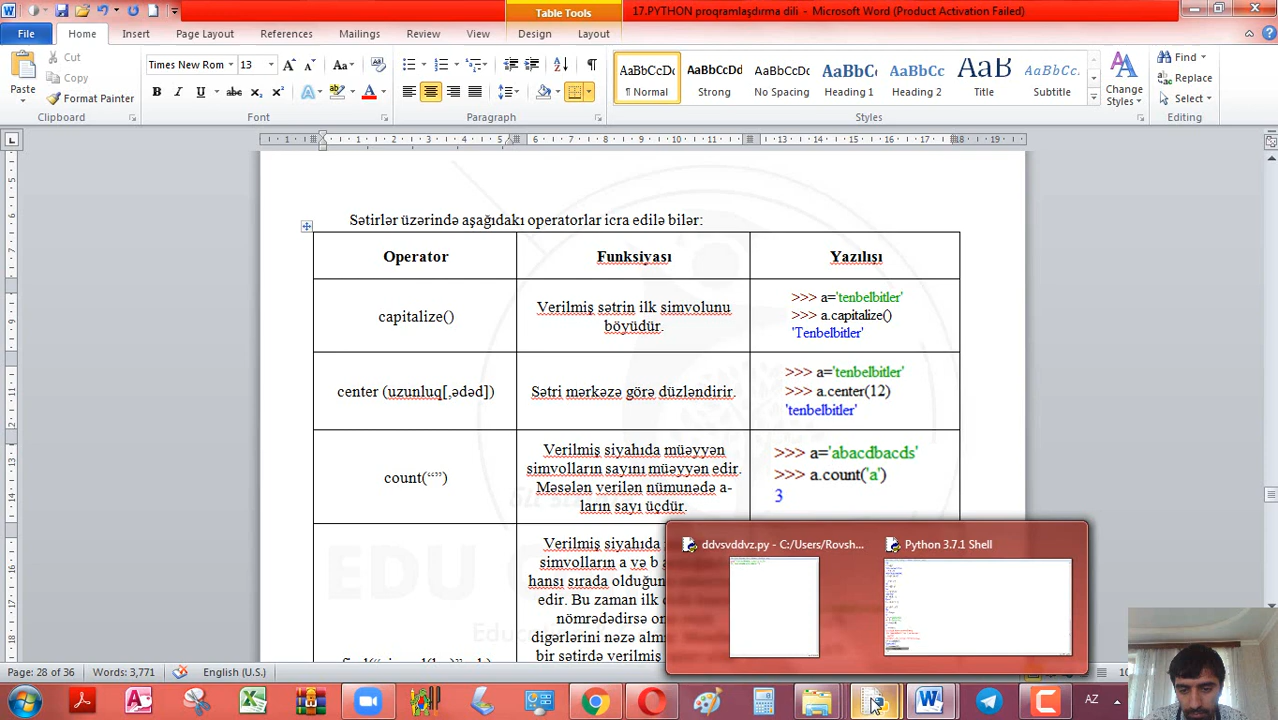 17.PYTHON proqramlaşdırma dili - Microsoft Word (Product Activation Failed)
Table Tools
File Home Insert Page Layout References Mailings Review View Design Layout
Paste
Cut
Copy
Format Painter
Clipboard
Times New Rom 13
Font
Paragraph
AaBbCcDd AaBbCcDd AaBbCcDd AaBbC AaBbCc AaB AaBbCcD
¶ Normal Strong No Spacing Heading 1 Heading 2 Title Subtitle
Styles
Change Styles
Find
Replace
Select
Editing
Sətirlər üzərində aşağıdakı operatorlar icra edilə bilər:
Operator Funksiyası Yazılışı
capitalize()
Verilmiş sətrin ilk simvolunu
böyüdür.
>>> a='tenbelbitler'
>>> a.capitalize()
'Tenbelbitler'
center (uzunluq[,ədəd])
Sətri mərkəzə görə düzləndirir.
>>> a='tenbelbitler'
>>> a.center(12)
'tenbelbitler'
count(“”)
Verilmiş siyahıda müəyyən
simvolların sayını müəyyən edir.
Məsələn verilən nümunədə a-
ların sayı üçdür.
>>> a='abacdbacds'
>>> a.count('a')
3
Verilmiş siyahıda
simvolların a və b a
hansı sırada olduğun
edir. Bu zaman ilk
nömrədədirsə on
digərlərini nəzə alm
bir sətirdə verilmiş
ddvsvddvz.py - C:/Users/Rovsh...
Python 3.7.1 Shell
Page: 28 of 36 Words: 3,771 English (U.S.)
AZ